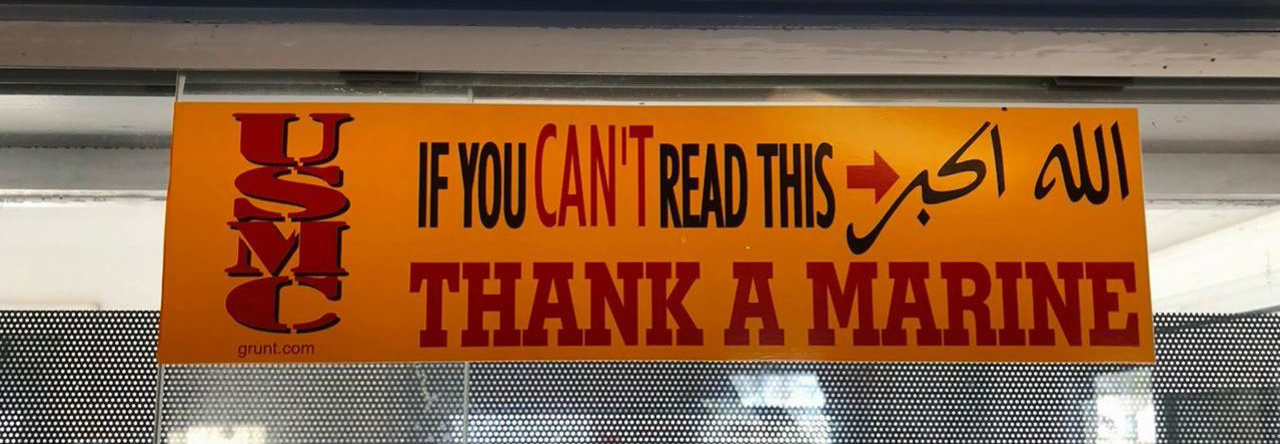 USMC
grunt.com
IF YOU CAN'T READ THIS → الله اكبر
THANK A MARINE